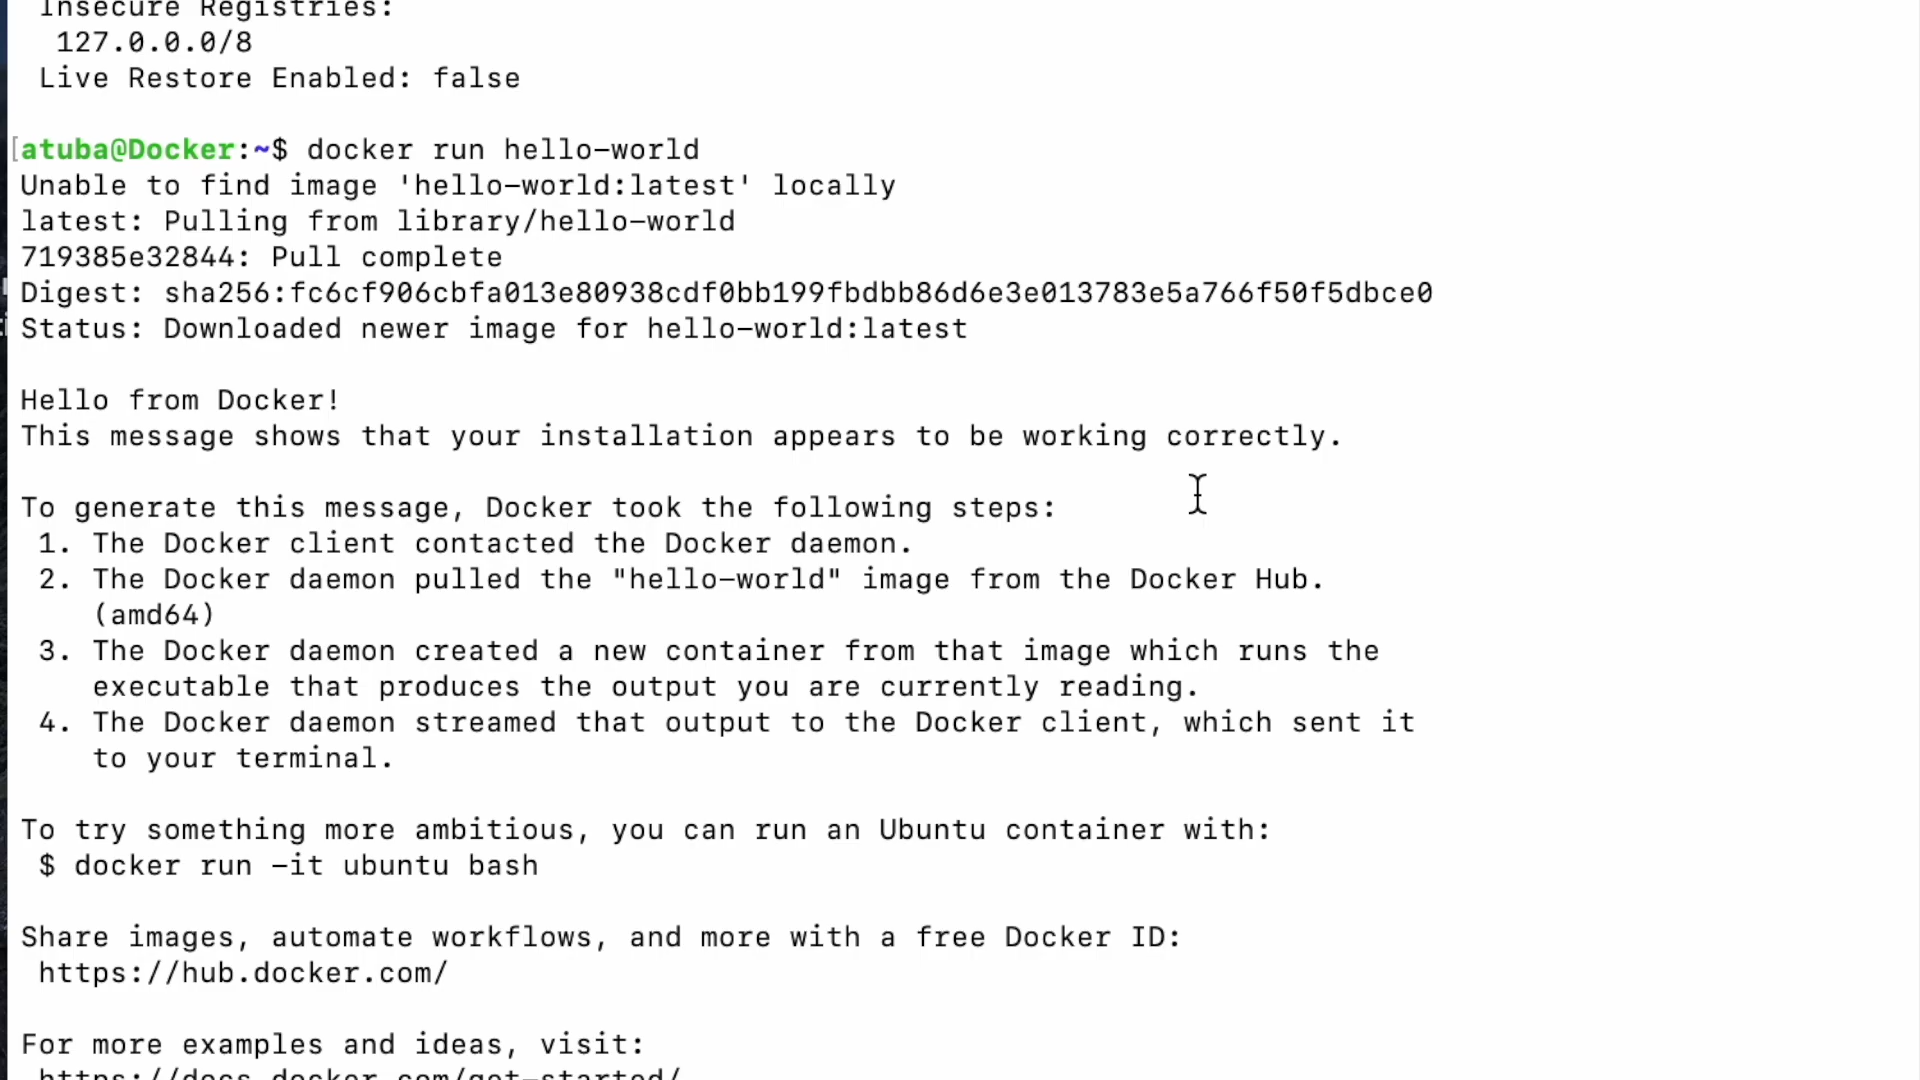 Insecure Registries:
127.0.0.0/8
Live Restore Enabled: false
[atuba@Docker:~$ docker run hello-world
Unable to find image 'hello-world:latest' locally
latest: Pulling from library/hello-world
719385e32844: Pull complete
Digest: sha256:fc6cf906cbfa013e80938cdf0bb199fbdbb86d6e3e013783e5a766f50f5dbce0
Status: Downloaded newer image for hello-world:latest
Hello from Docker!
This message shows that your installation appears to be working correctly.
To generate this message, Docker took the following steps:
1. The Docker client contacted the Docker daemon.
2. The Docker daemon pulled the "hello-world" image from the Docker Hub.
(amd64)
3. The Docker daemon created a new container from that image which runs the
executable that produces the output you are currently reading.
4. The Docker daemon streamed that output to the Docker client, which sent it
to your terminal.
To try something more ambitious, you can run an Ubuntu container with:
$ docker run -it ubuntu bash
Share images, automate workflows, and more with a free Docker ID:
https://hub.docker.com/
For more examples and ideas, visit:
https://docs.docker.com/get-started/